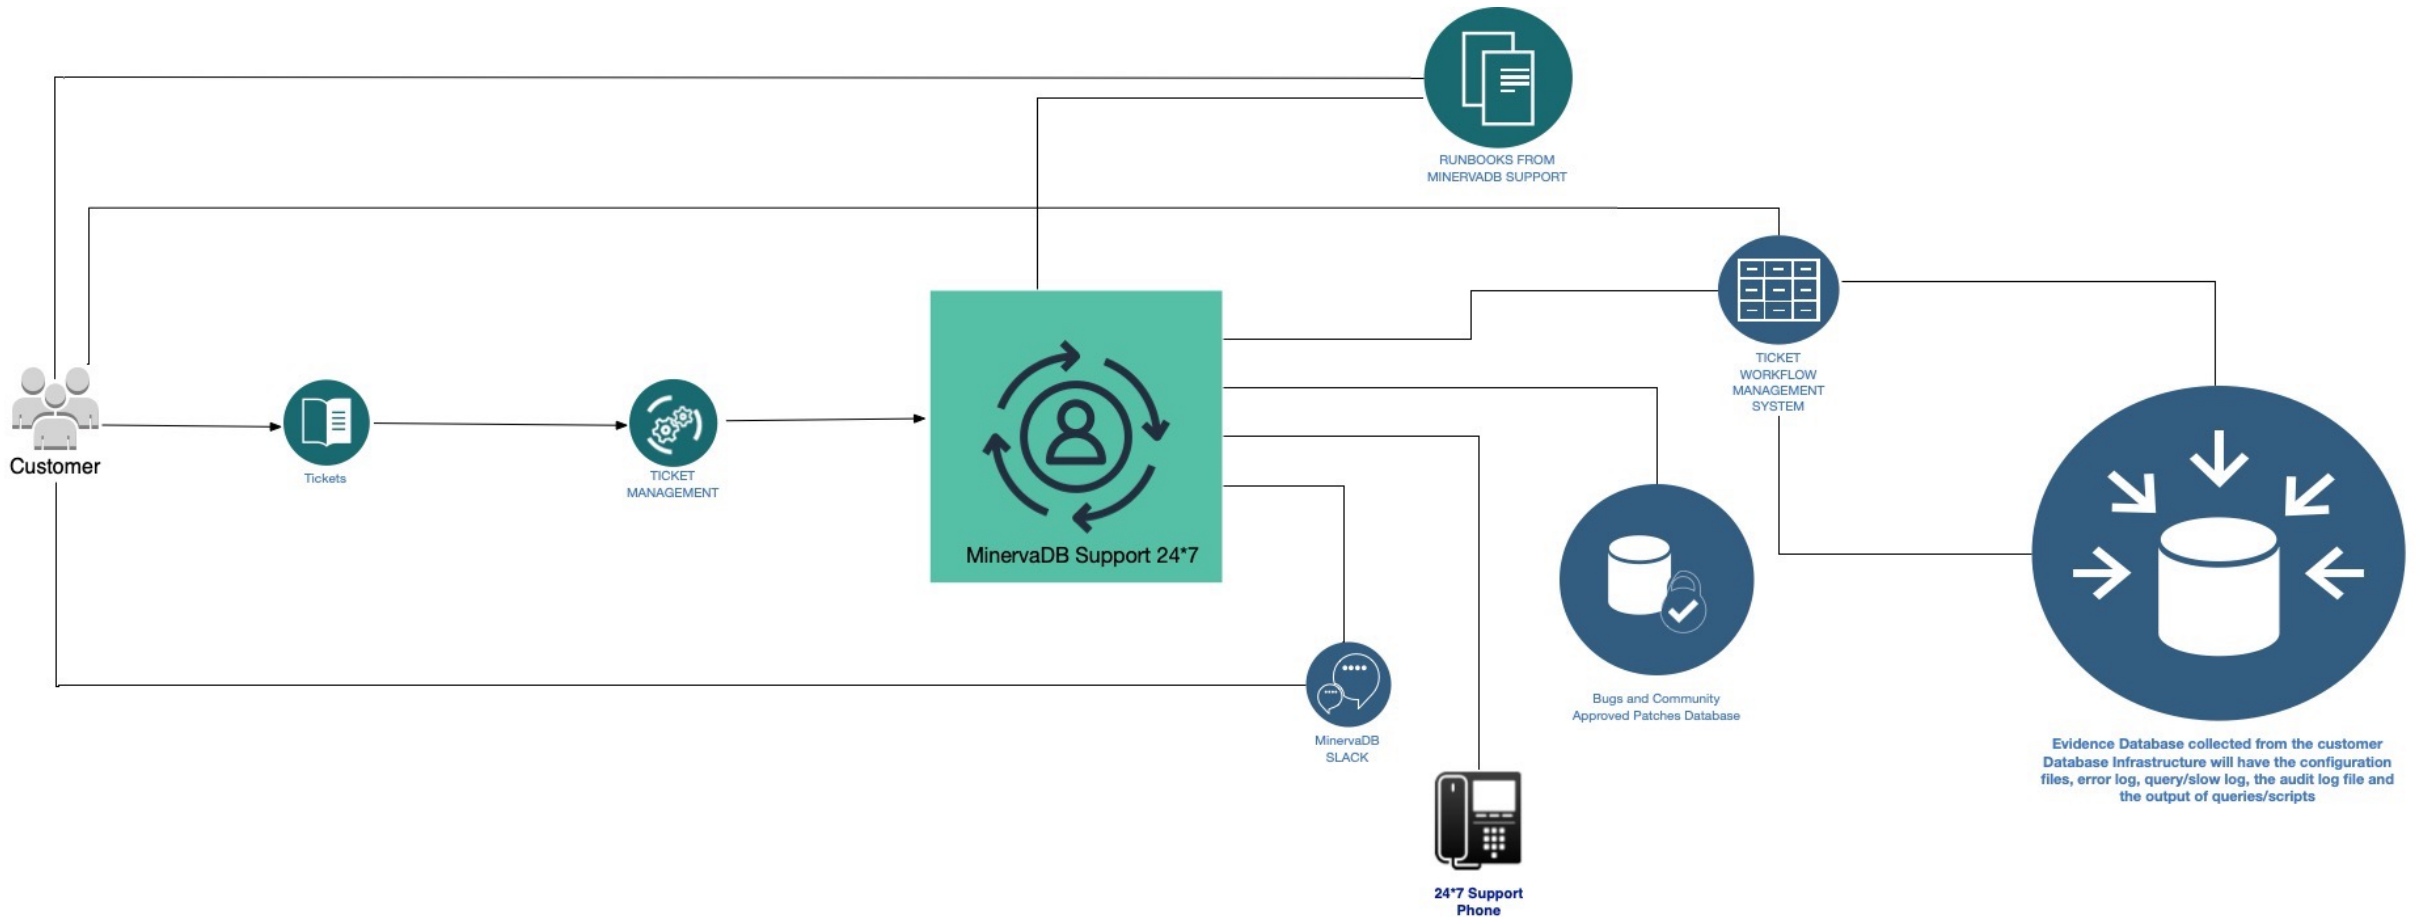 RUNBOOKS FROM
MINERVADB SUPPORT
TICKET
WORKFLOW
MANAGEMENT
SYSTEM
Customer
Tickets
TICKET
MANAGEMENT
MinervaDB Support 24*7
Bugs and Community
Approved Patches Database
MinervaDB
SLACK
Evidence Database collected from the customer
Database Infrastructure will have the configuration
files, error log, query/slow log, the audit log file and
the output of queries/scripts
24*7 Support
Phone